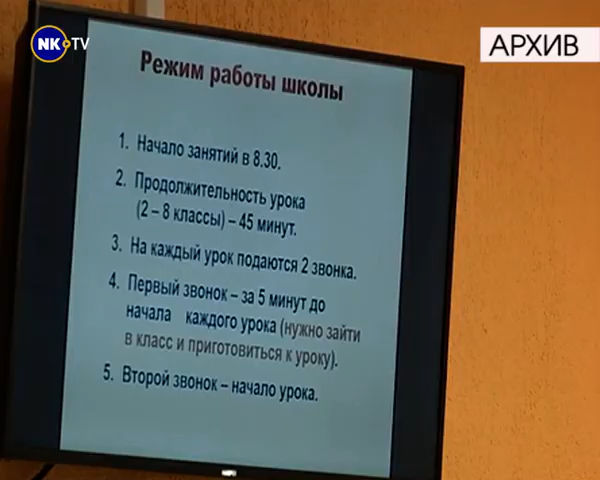 NK TV
АРХИВ
Режим работы школы
1. Начало занятий в 8.30.
2. Продолжительность урока
(2 – 8 классы) – 45 минут.
3. На каждый урок подаются 2 звонка.
4. Первый звонок – за 5 минут до
начала каждого урока (нужно зайти
в класс и приготовиться к уроку).
5. Второй звонок – начало урока.